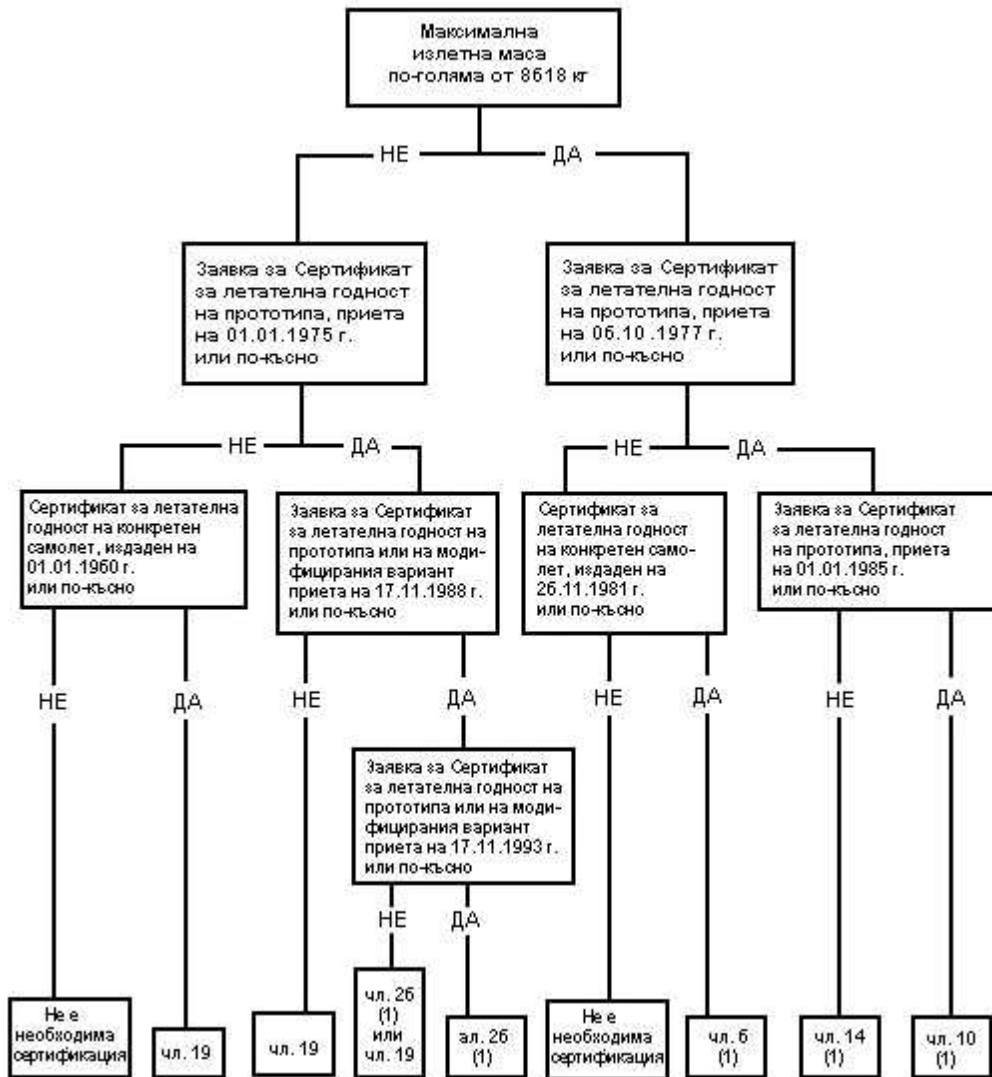 Максимална
излетна маса
по-голяма от 8618 кг
НЕ
ДА
Заявка за Сертификат
за летателна годност
на прототипа, приета
на 01.01.1975 г.
или по-късно
Заявка за Сертификат
за летателна годност
на прототипа, приета
на 06.10 .1977 г.
или по-късно
НЕ
ДА
НЕ
ДА
Сертификат за летателна
годност на конкретен
самолет, издаден на
01.01.1960 г.
или по-късно
Заявка за Сертификат
за летателна годност на
прототипа или на моди-
фицирания вариант
приета на 17.11.1988 г.
или по-късно
Сертификат за
летателна годност
на конкретен само-
лет, издаден на
26.11.1981 г.
или по-късно
Заявка за Сертификат
за летателна годност
на прототипа, приета
на 01.01.1985 г.
или по-късно
НЕ
ДА
НЕ
ДА
НЕ
ДА
НЕ
ДА
Заявка за Сертификат
за летателна годност на
прототипа или на моди-
фицирания вариант
приета на 17.11.1993 г.
или по-късно
НЕ
ДА
Не е
необходима
сертификация
чл. 19
чл. 19
чл. 26
(1)
или
чл. 19
ал. 26
(1)
Не е
необходима
сертификация
чл. 6
(1)
чл. 14
(1)
чл. 10
(1)